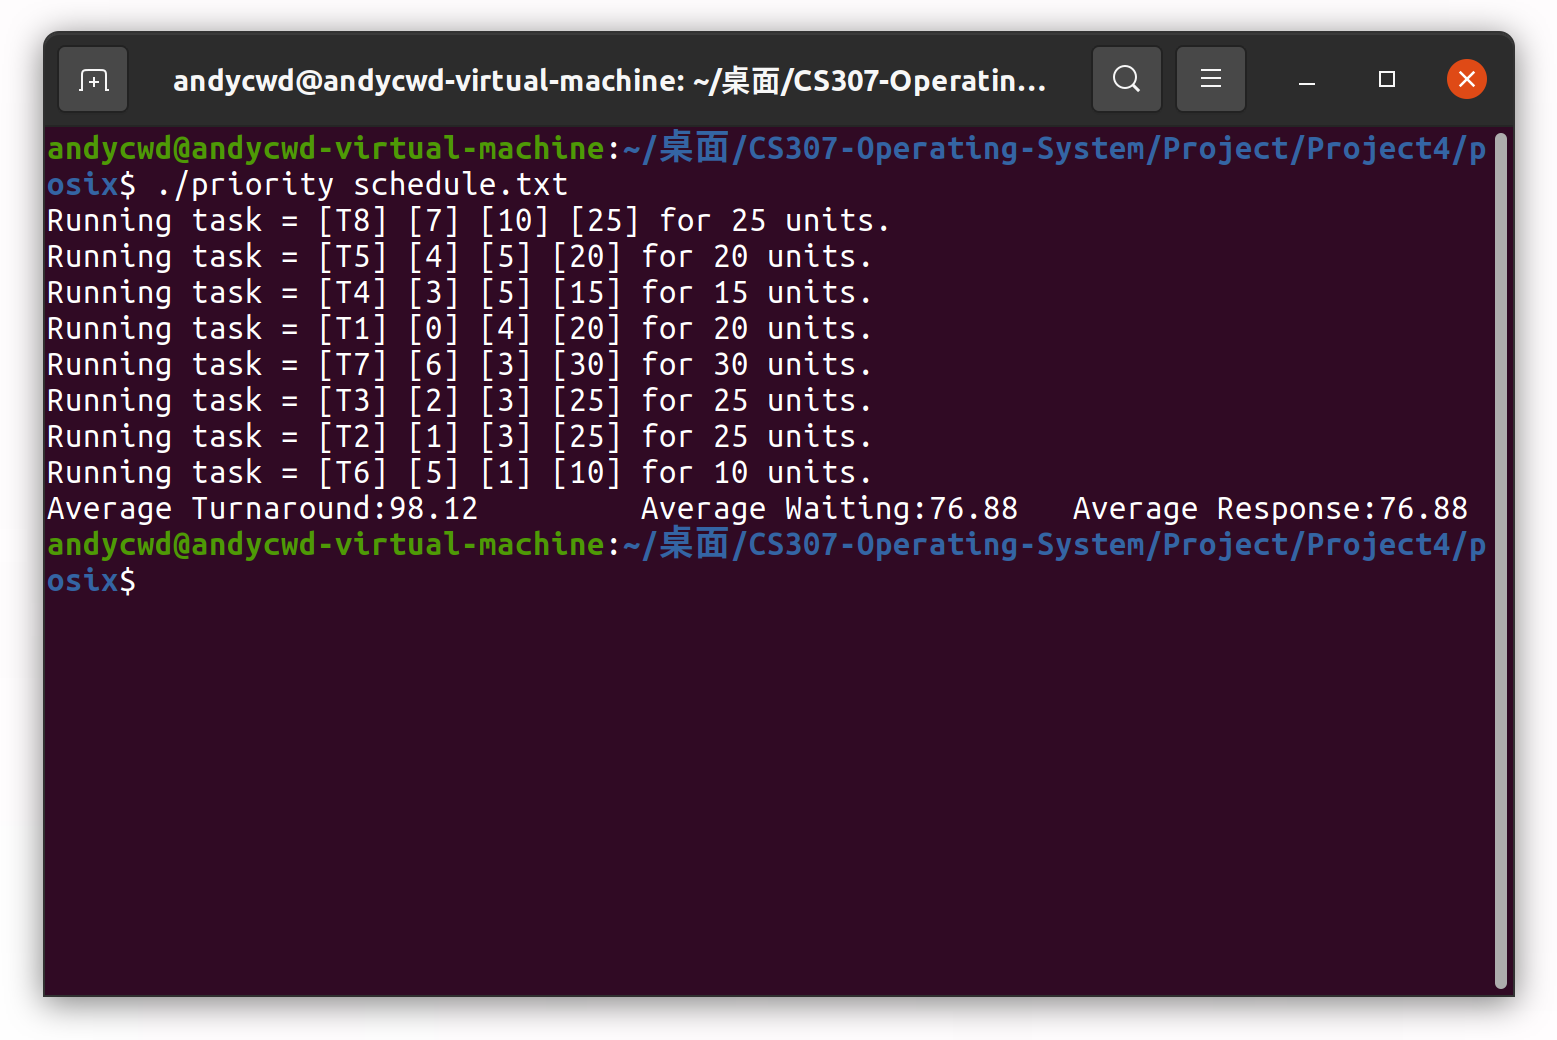 andycwd@andycwd-virtual-machine: ~/桌面/CS307-Operatin...
andycwd@andycwd-virtual-machine:~/桌面/CS307-Operating-System/Project/Project4/p
osix$ ./priority schedule.txt
Running task = [T8] [7] [10] [25] for 25 units.
Running task = [T5] [4] [5] [20] for 20 units.
Running task = [T4] [3] [5] [15] for 15 units.
Running task = [T1] [0] [4] [20] for 20 units.
Running task = [T7] [6] [3] [30] for 30 units.
Running task = [T3] [2] [3] [25] for 25 units.
Running task = [T2] [1] [3] [25] for 25 units.
Running task = [T6] [5] [1] [10] for 10 units.
Average Turnaround:98.12         Average Waiting:76.88   Average Response:76.88
andycwd@andycwd-virtual-machine:~/桌面/CS307-Operating-System/Project/Project4/p
osix$